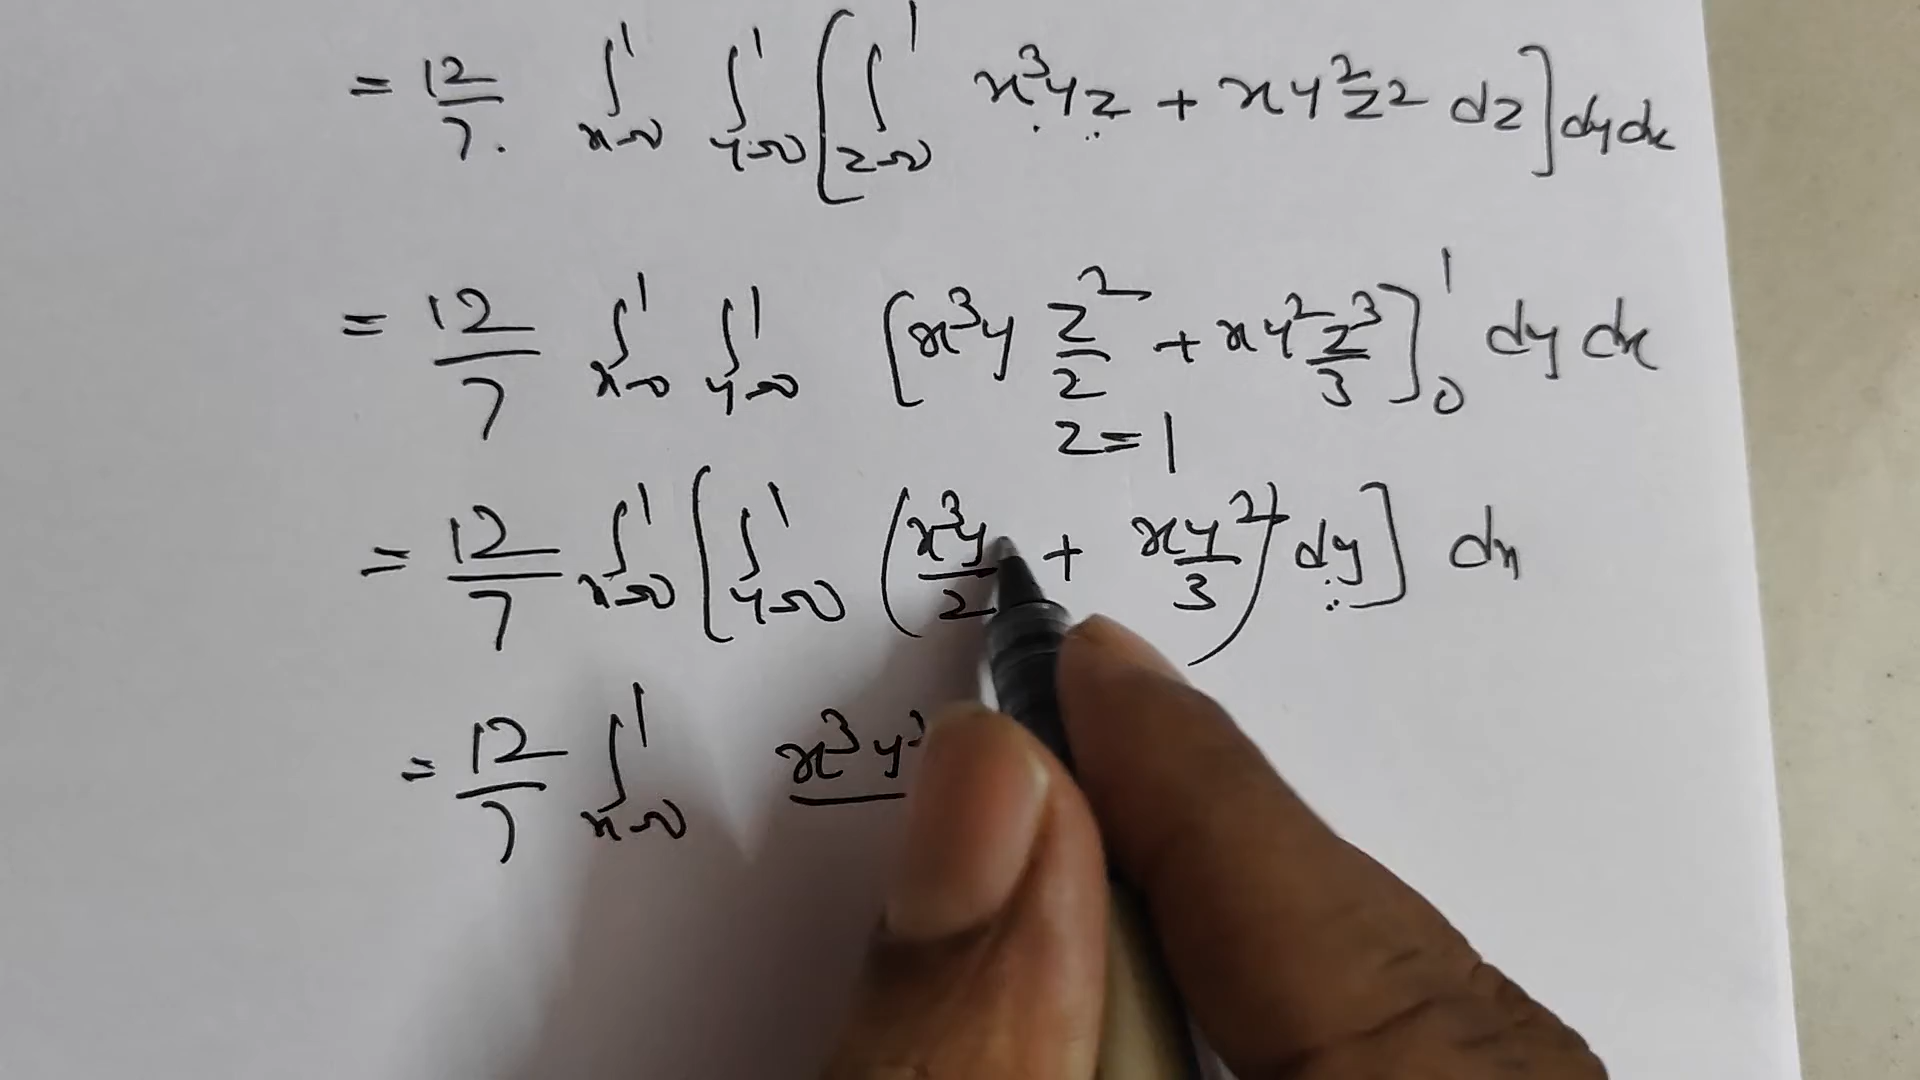 = 12/7. ∫_{x=0}^{1} ∫_{y=0}^{1} [ ∫_{z=0}^{1} x³yz + xy²z² dz ] dy dx
= 12/7 ∫_{x=0}^{1} ∫_{y=0}^{1} [ x³y z²/2 + xy² z³/3 ]_{0}^{1} dy dx
z=1
= 12/7 ∫_{x=0}^{1} [ ∫_{y=0}^{1} ( x³y/2 + xy²/3 ) dy ] dx
= 12/7 ∫_{x=0}^{1} x³y